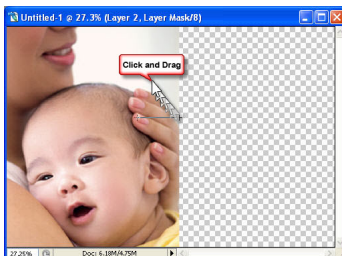 Untitled-1 @ 27.3% (Layer 2, Layer Mask/8)
Click and Drag
27.25%
Doc: 6.18M/4.75M